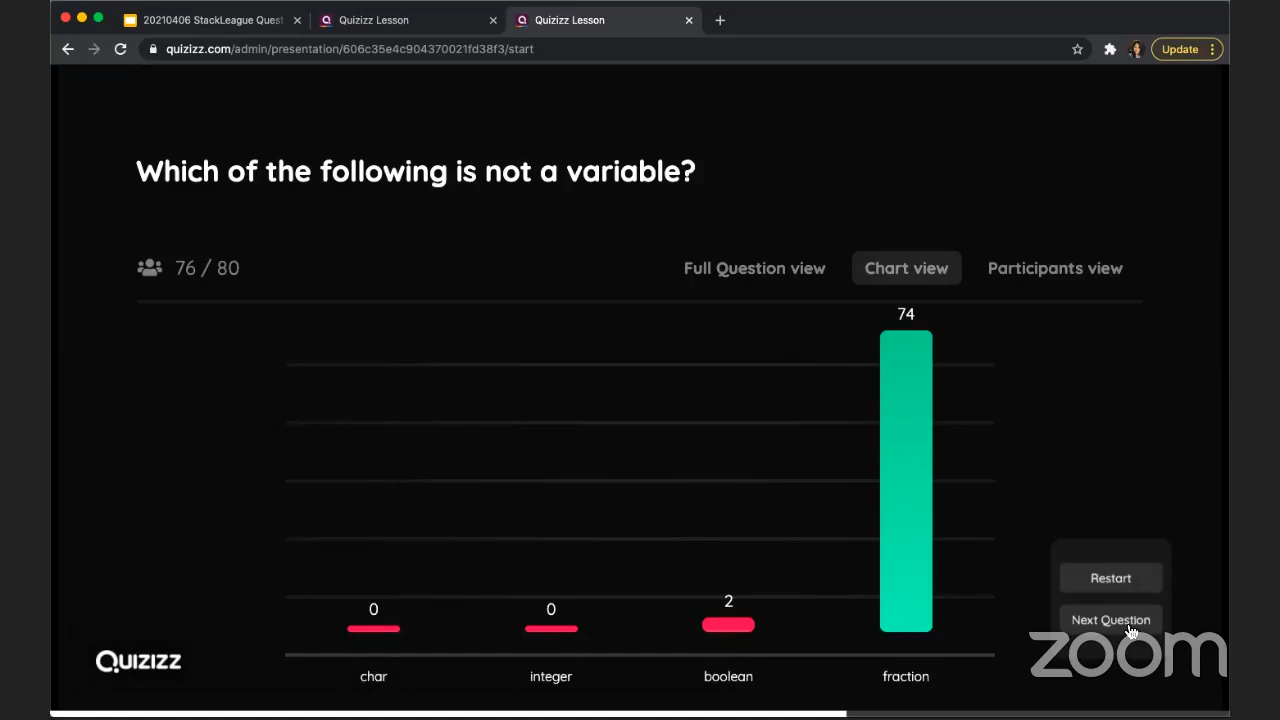 20210406 StackLeague Quest
Quizizz Lesson
Quizizz Lesson
quizizz.com/admin/presentation/606c35e4c904370021fd38f3/start
Update
Which of the following is not a variable?
76 / 80
Full Question view
Chart view
Participants view
74
0
0
2
Restart
Next Question
zoom
Quizizz
char
integer
boolean
fraction